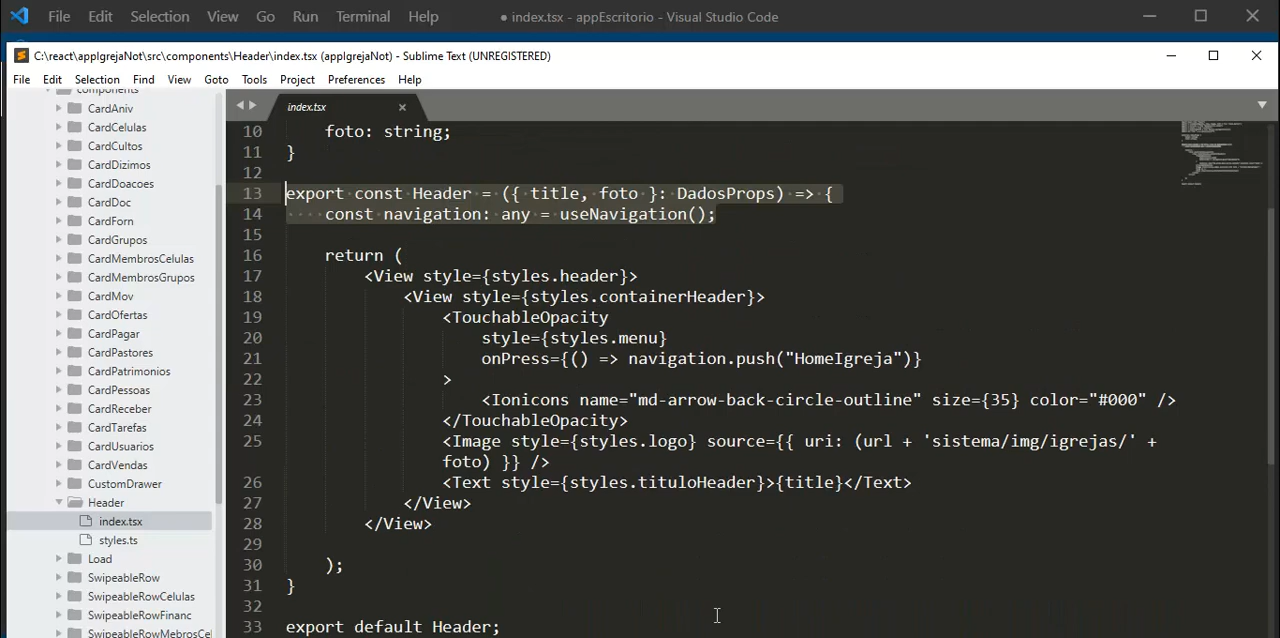 File Edit Selection View Go Run Terminal Help ● index.tsx - appEscritorio - Visual Studio Code
C:\react\appIgrejaNot\src\components\Header\index.tsx (appIgrejaNot) - Sublime Text (UNREGISTERED)
File Edit Selection Find View Goto Tools Project Preferences Help
components
CardAniv
CardCelulas
CardCultos
CardDizimos
CardDoacoes
CardDoc
CardForn
CardGrupos
CardMembrosCelulas
CardMembrosGrupos
CardMov
CardOfertas
CardPagar
CardPastores
CardPatrimonios
CardPessoas
CardReceber
CardTarefas
CardUsuarios
CardVendas
CustomDrawer
Header
index.tsx
styles.ts
Load
SwipeableRow
SwipeableRowCelulas
SwipeableRowFinanc
SwipeableRowMebrosCel
index.tsx
10 foto: string;
11 }
12
13 export const Header = ({ title, foto }: DadosProps) => {
14 const navigation: any = useNavigation();
15
16 return (
17 <View style={styles.header}>
18 <View style={styles.containerHeader}>
19 <TouchableOpacity
20 style={styles.menu}
21 onPress={() => navigation.push("HomeIgreja")}
22 >
23 <Ionicons name="md-arrow-back-circle-outline" size={35} color="#000" />
24 </TouchableOpacity>
25 <Image style={styles.logo} source={{ uri: (url + 'sistema/img/igrejas/' +
foto) }} />
26 <Text style={styles.tituloHeader}>{title}</Text>
27 </View>
28 </View>
29
30 );
31 }
32
33 export default Header;